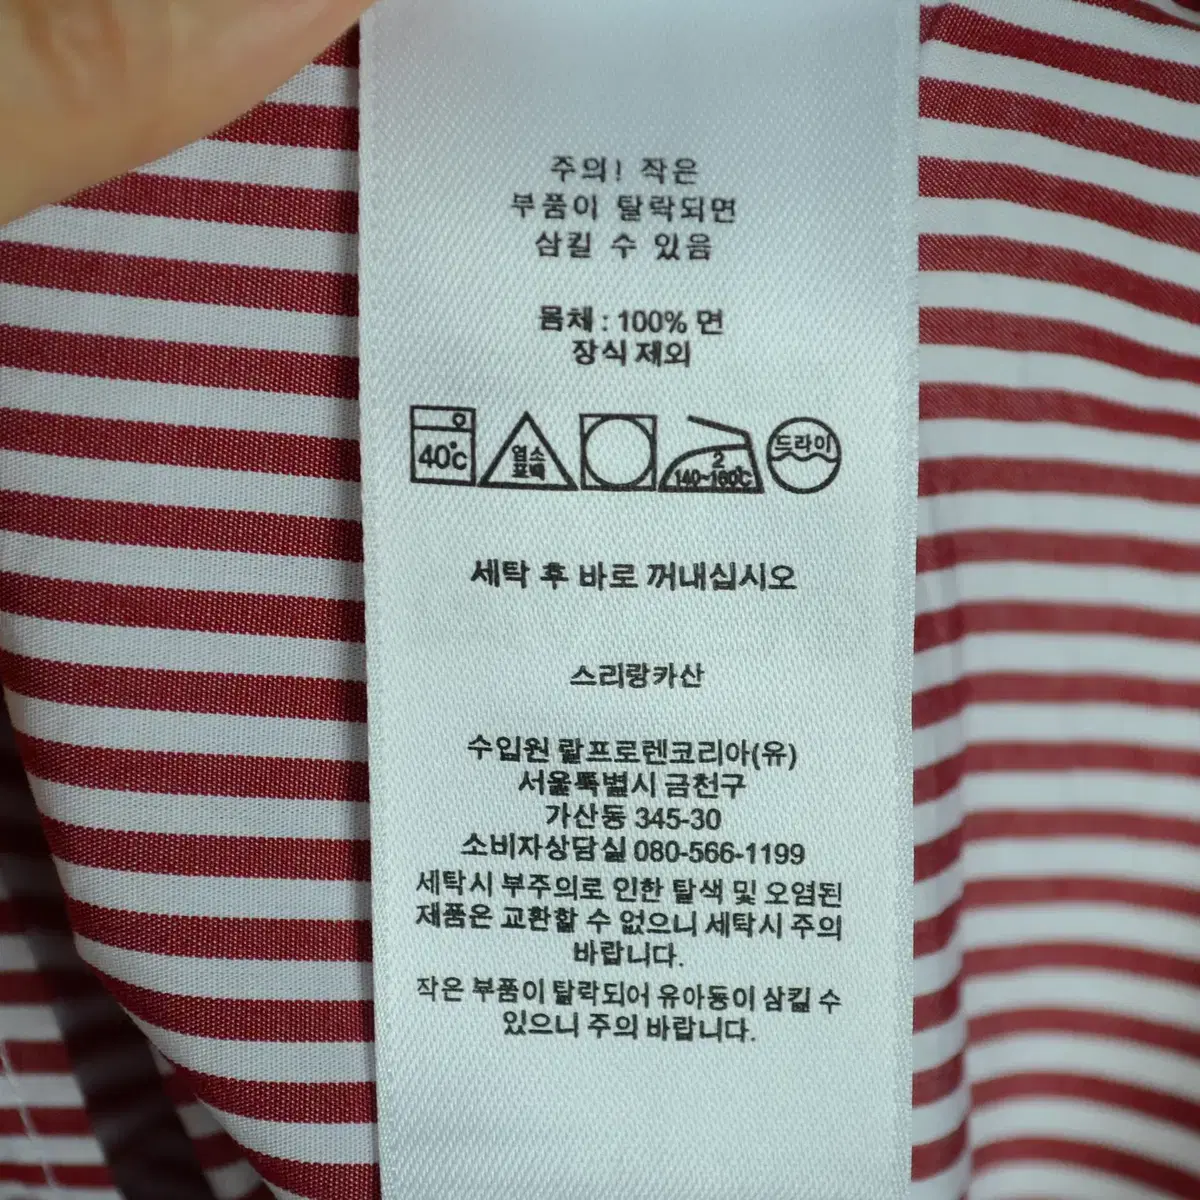 주의! 작은
부품이 탈락되면
삼킬 수 있음
몸체 : 100% 면
장식 제외
40°C
염소
표백
2
140~160°C
드라이
세탁 후 바로 꺼내십시오
스리랑카산
수입원 랄프로렌코리아(유)
서울특별시 금천구
가산동 345-30
소비자상담실 080-566-1199
세탁시 부주의로 인한 탈색 및 오염된
제품은 교환할 수 없으니 세탁시 주의
바랍니다.
작은 부품이 탈락되어 유아동이 삼킬 수
있으니 주의 바랍니다.